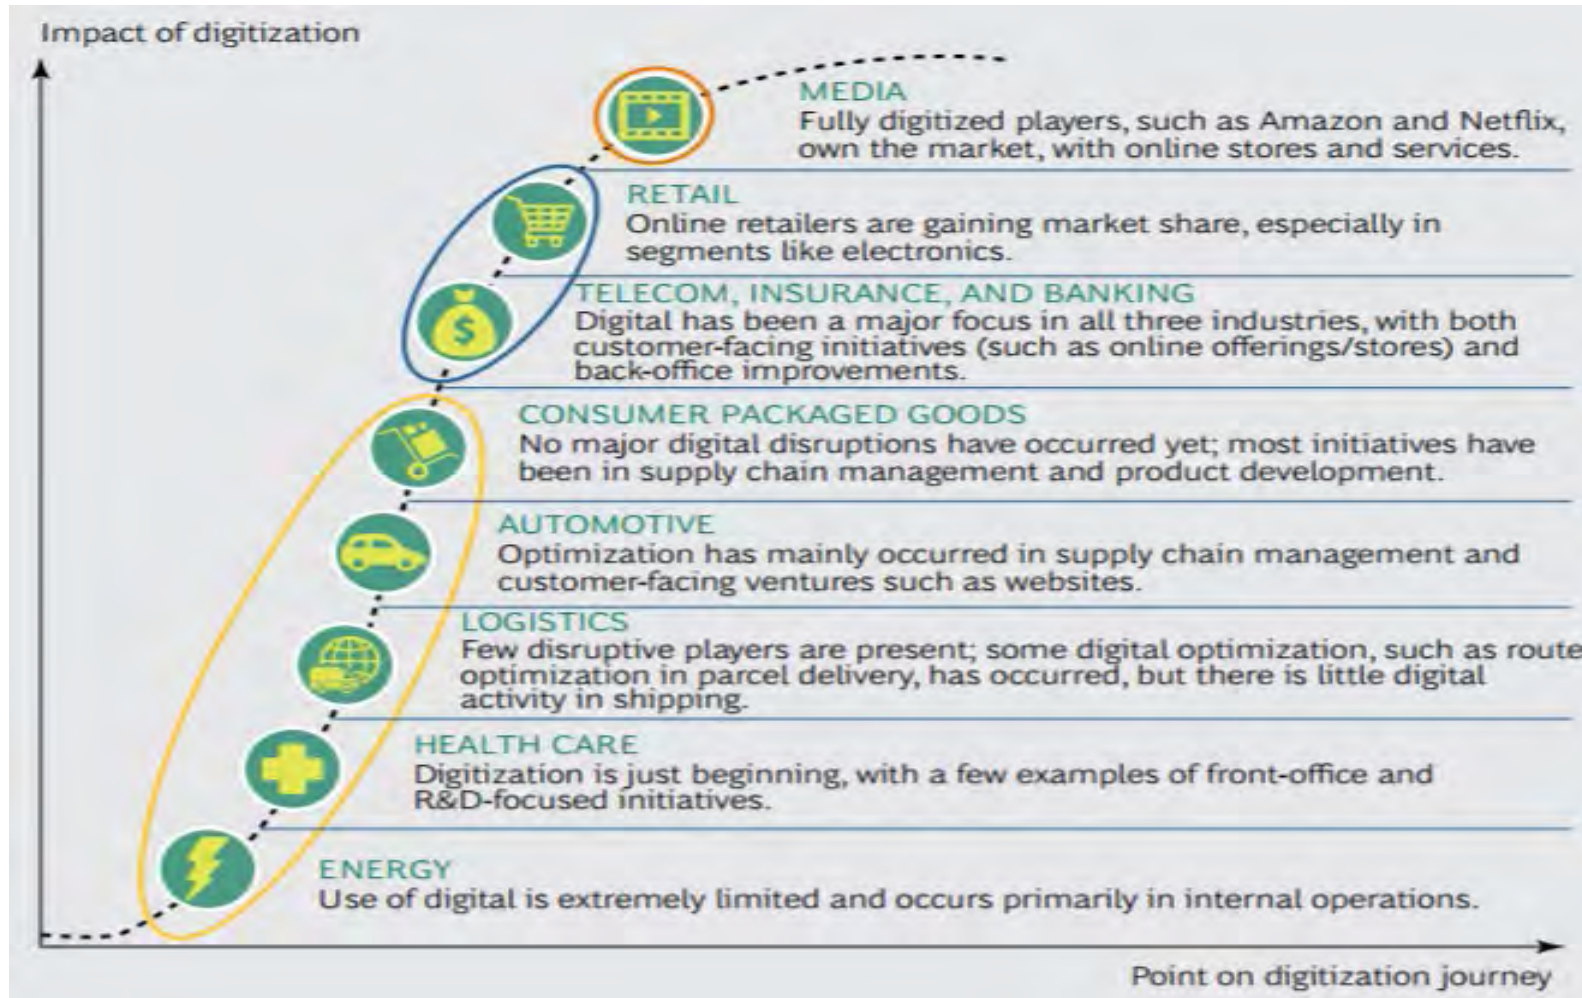 Impact of digitization
MEDIA
Fully digitized players, such as Amazon and Netflix,
own the market, with online stores and services.
RETAIL
Online retailers are gaining market share, especially in
segments like electronics.
TELECOM, INSURANCE, AND BANKING
Digital has been a major focus in all three industries, with both
customer-facing initiatives (such as online offerings/stores) and
back-office improvements.
$
CONSUMER PACKAGED GOODS
No major digital disruptions have occurred yet; most initiatives have
been in supply chain management and product development.
AUTOMOTIVE
Optimization has mainly occurred in supply chain management and
customer-facing ventures such as websites.
LOGISTICS
Few disruptive players are present; some digital optimization, such as route
optimization in parcel delivery, has occurred, but there is little digital
activity in shipping.
HEALTH CARE
Digitization is just beginning, with a few examples of front-office and
R&D-focused initiatives.
ENERGY
Use of digital is extremely limited and occurs primarily in internal operations.
Point on digitization journey